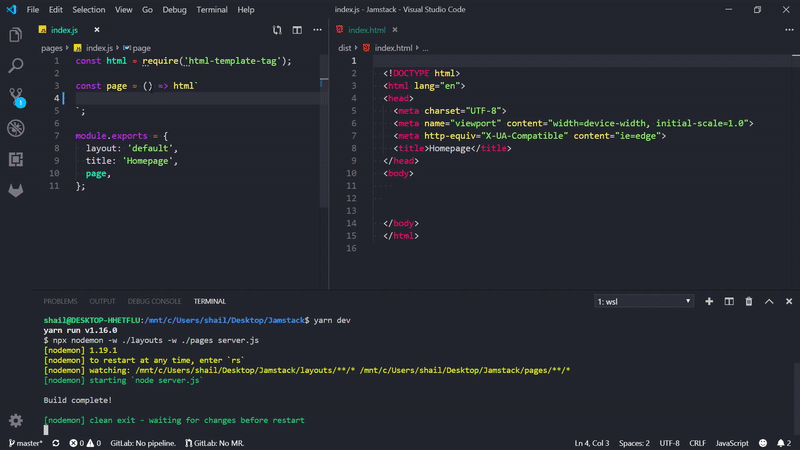 File Edit Selection View Go Debug Terminal Help
index.js - Jamstack - Visual Studio Code
index.js
index.html
pages > index.js > page
dist > index.html > ...
1 const html = require('html-template-tag');
2
3 const page = () => html`
4
5 `;
6
7 module.exports = {
8 layout: 'default',
9 title: 'Homepage',
10 page,
11 };
1
2 <!DOCTYPE html>
3 <html lang="en">
4 <head>
5 <meta charset="UTF-8">
6 <meta name="viewport" content="width=device-width, initial-scale=1.0">
7 <meta http-equiv="X-UA-Compatible" content="ie=edge">
8 <title>Homepage</title>
9 </head>
10 <body>
11
12
13
14 </body>
15 </html>
16
PROBLEMS OUTPUT DEBUG CONSOLE TERMINAL
1: wsl
shail@DESKTOP-HHETFLU:/mnt/c/Users/shail/Desktop/Jamstack$ yarn dev
yarn run v1.16.0
$ npx nodemon -w ./layouts -w ./pages server.js
[nodemon] 1.19.1
[nodemon] to restart at any time, enter `rs`
[nodemon] watching: /mnt/c/Users/shail/Desktop/Jamstack/layouts/**/* /mnt/c/Users/shail/Desktop/Jamstack/pages/**/*
[nodemon] starting `node server.js`
Build complete!
[nodemon] clean exit - waiting for changes before restart
master* 0 0 GitLab: No pipeline. GitLab: No MR.
Ln 4, Col 3 Spaces: 2 UTF-8 CRLF JavaScript 2